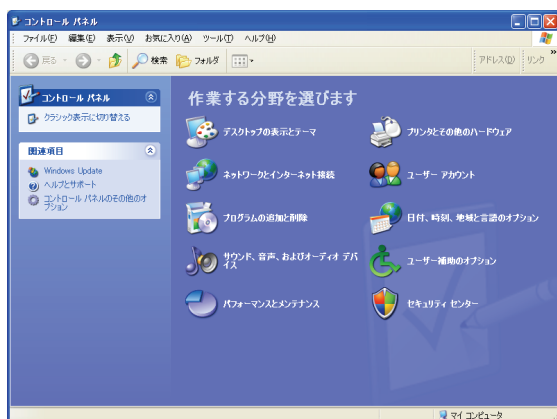 コントロール パネル
ファイル(F) 編集(E) 表示(V) お気に入り(A) ツール(T) ヘルプ(H)
戻る 検索 フォルダ アドレス(D) リンク »
コントロール パネル
クラシック表示に切り替える
関連項目
Windows Update
ヘルプとサポート
コントロール パネルのその他のオ
プション
作業する分野を選びます
デスクトップの表示とテーマ
プリンタとその他のハードウェア
ネットワークとインターネット接続
ユーザー アカウント
プログラムの追加と削除
日付、時刻、地域と言語のオプション
サウンド、音声、およびオーディオ デバ
イス
ユーザー補助のオプション
パフォーマンスとメンテナンス
セキュリティ センター
マイ コンピュータ